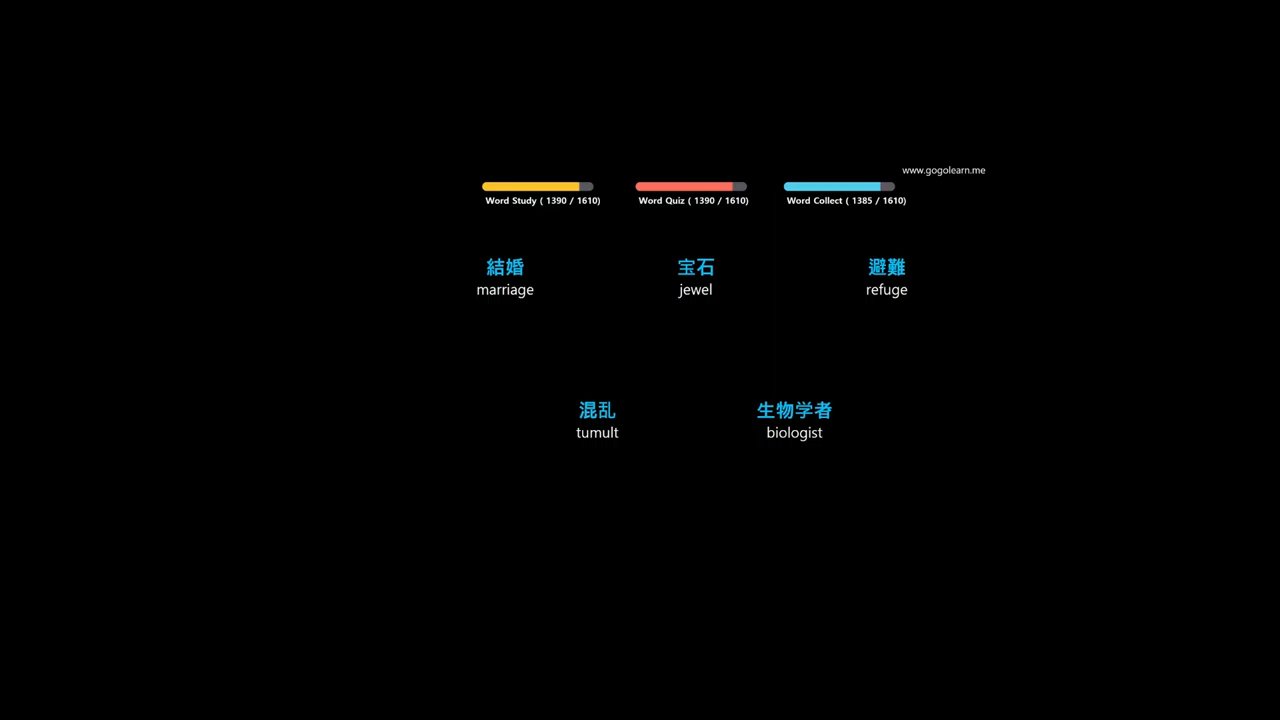 www.gogolearn.me
Word Study ( 1390 / 1610)
Word Quiz ( 1390 / 1610)
Word Collect ( 1385 / 1610)
結婚
marriage
宝石
jewel
避難
refuge
混乱
tumult
生物学者
biologist